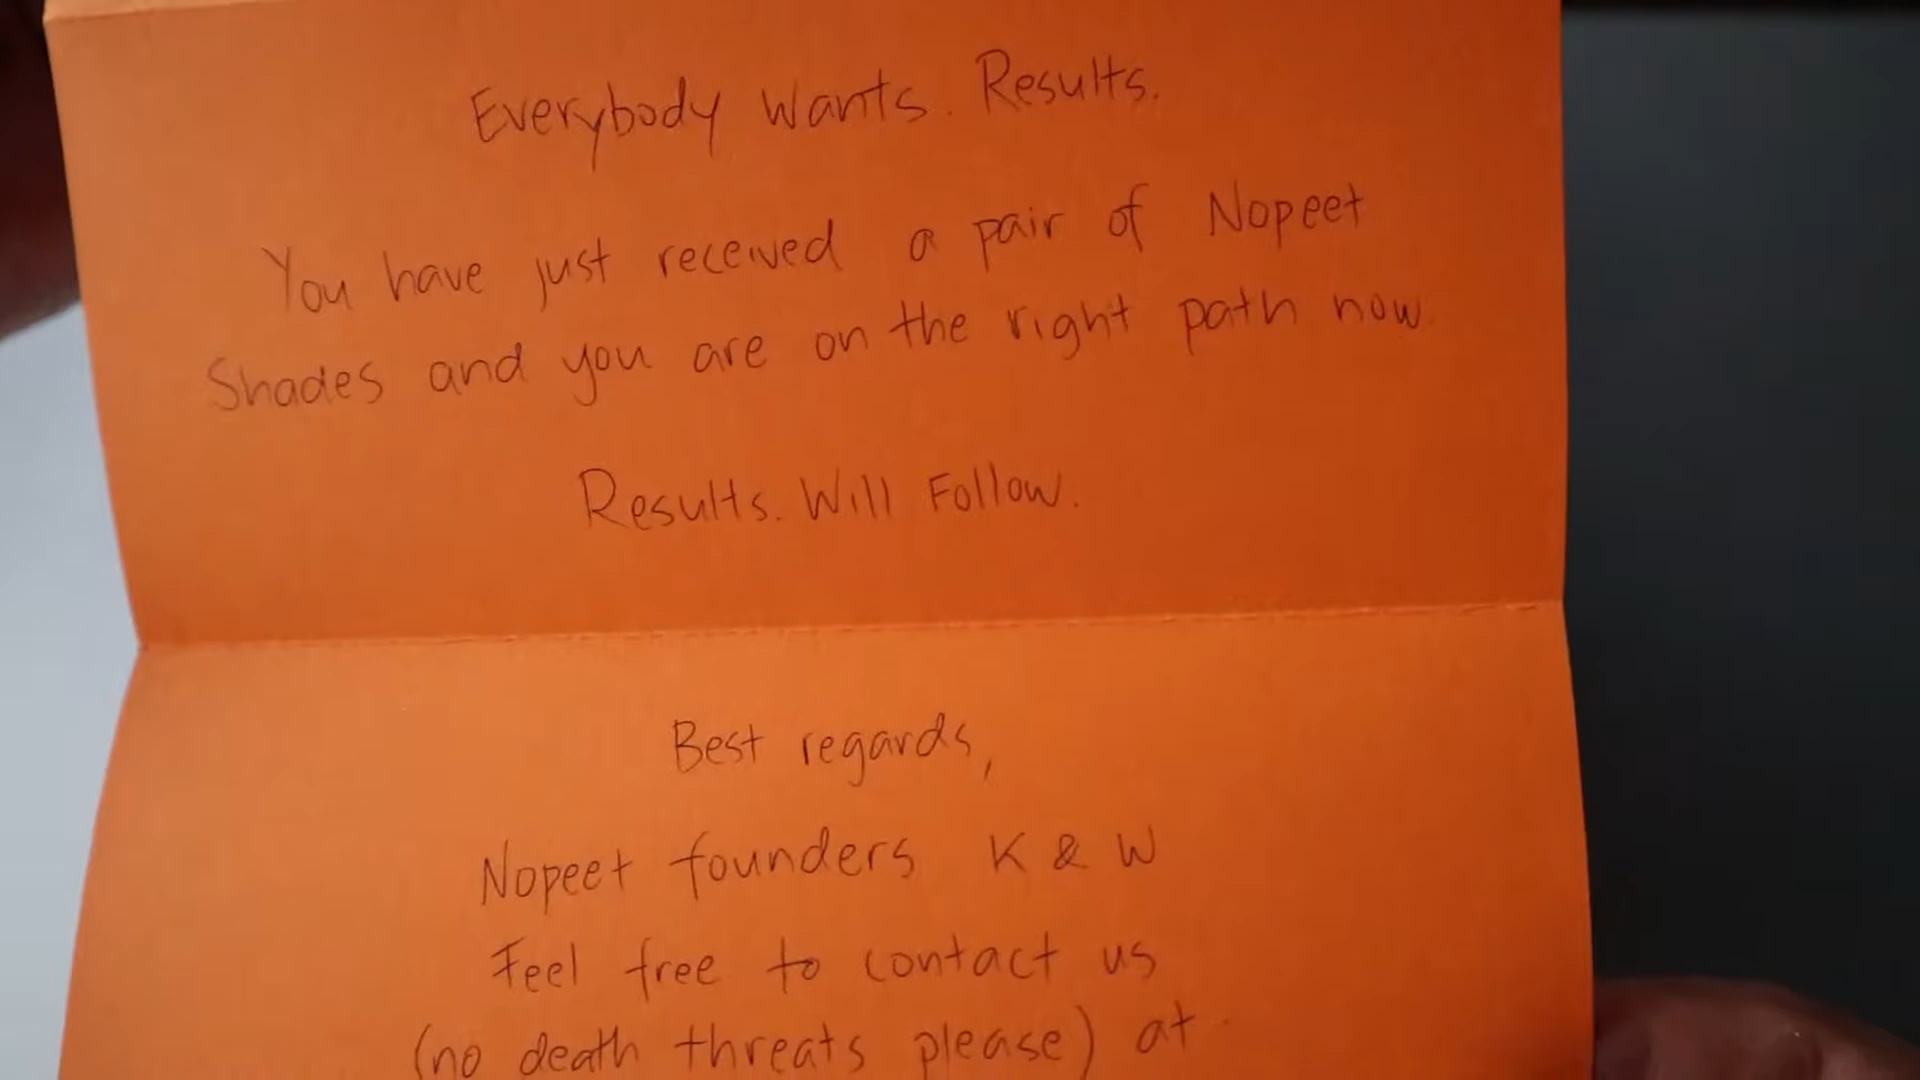 Everybody Wants. Results.
You have just received a pair of Nopeet
Shades and you are on the right path now.
Results. Will Follow.
Best regards,
Nopeet founders K & W
Feel free to contact us
(no death threats please) at